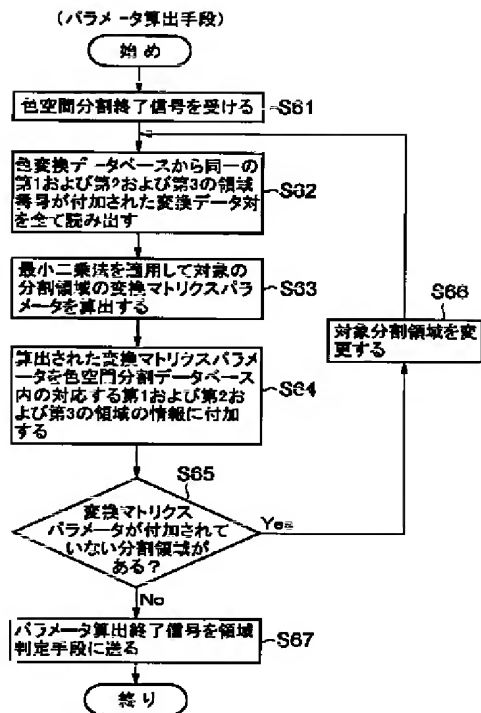 (パラメータ算出手段)
始め
色空間分割終了信号を受ける
S61
色変換データベースから同一の
第1および第2および第3の領域
番号が付加された変換データ対
を全て読み出す
S62
最小二乗法を適用して対象の
分割領域の変換マトリクスパラ
メータを算出する
S63
S66
対象分割領域を変
更する
算出された変換マトリクスパラメ
ータを色空間分割データベース
内の対応する第1および第2お
よび第3の領域の情報に付加
する
S64
S65
変換マトリクス
パラメータが付加されて
いない分割領域が
ある?
Yes
No
パラメータ算出終了信号を領域
判定手段に送る
S67
終り